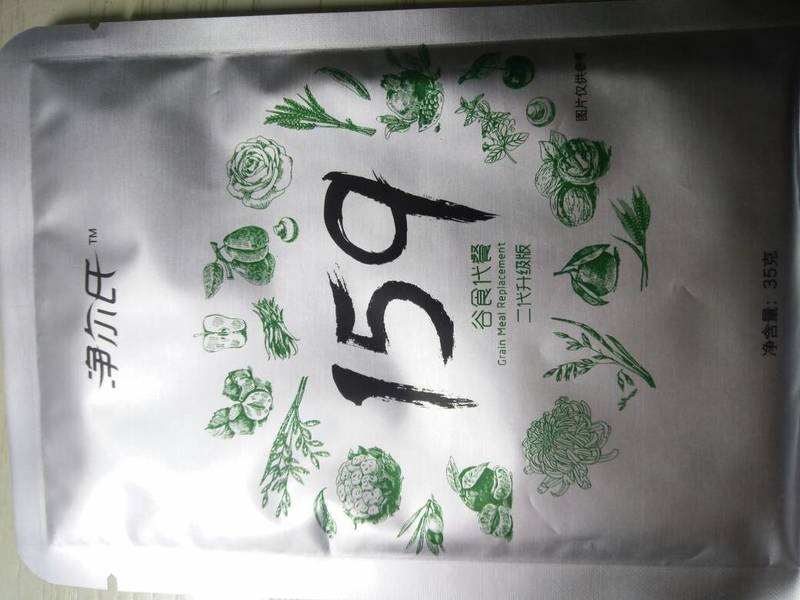 净尔氏™
159
谷食代餐
Grain Meal Replacement
二代升级版
图片仅供参考
净含量：35克